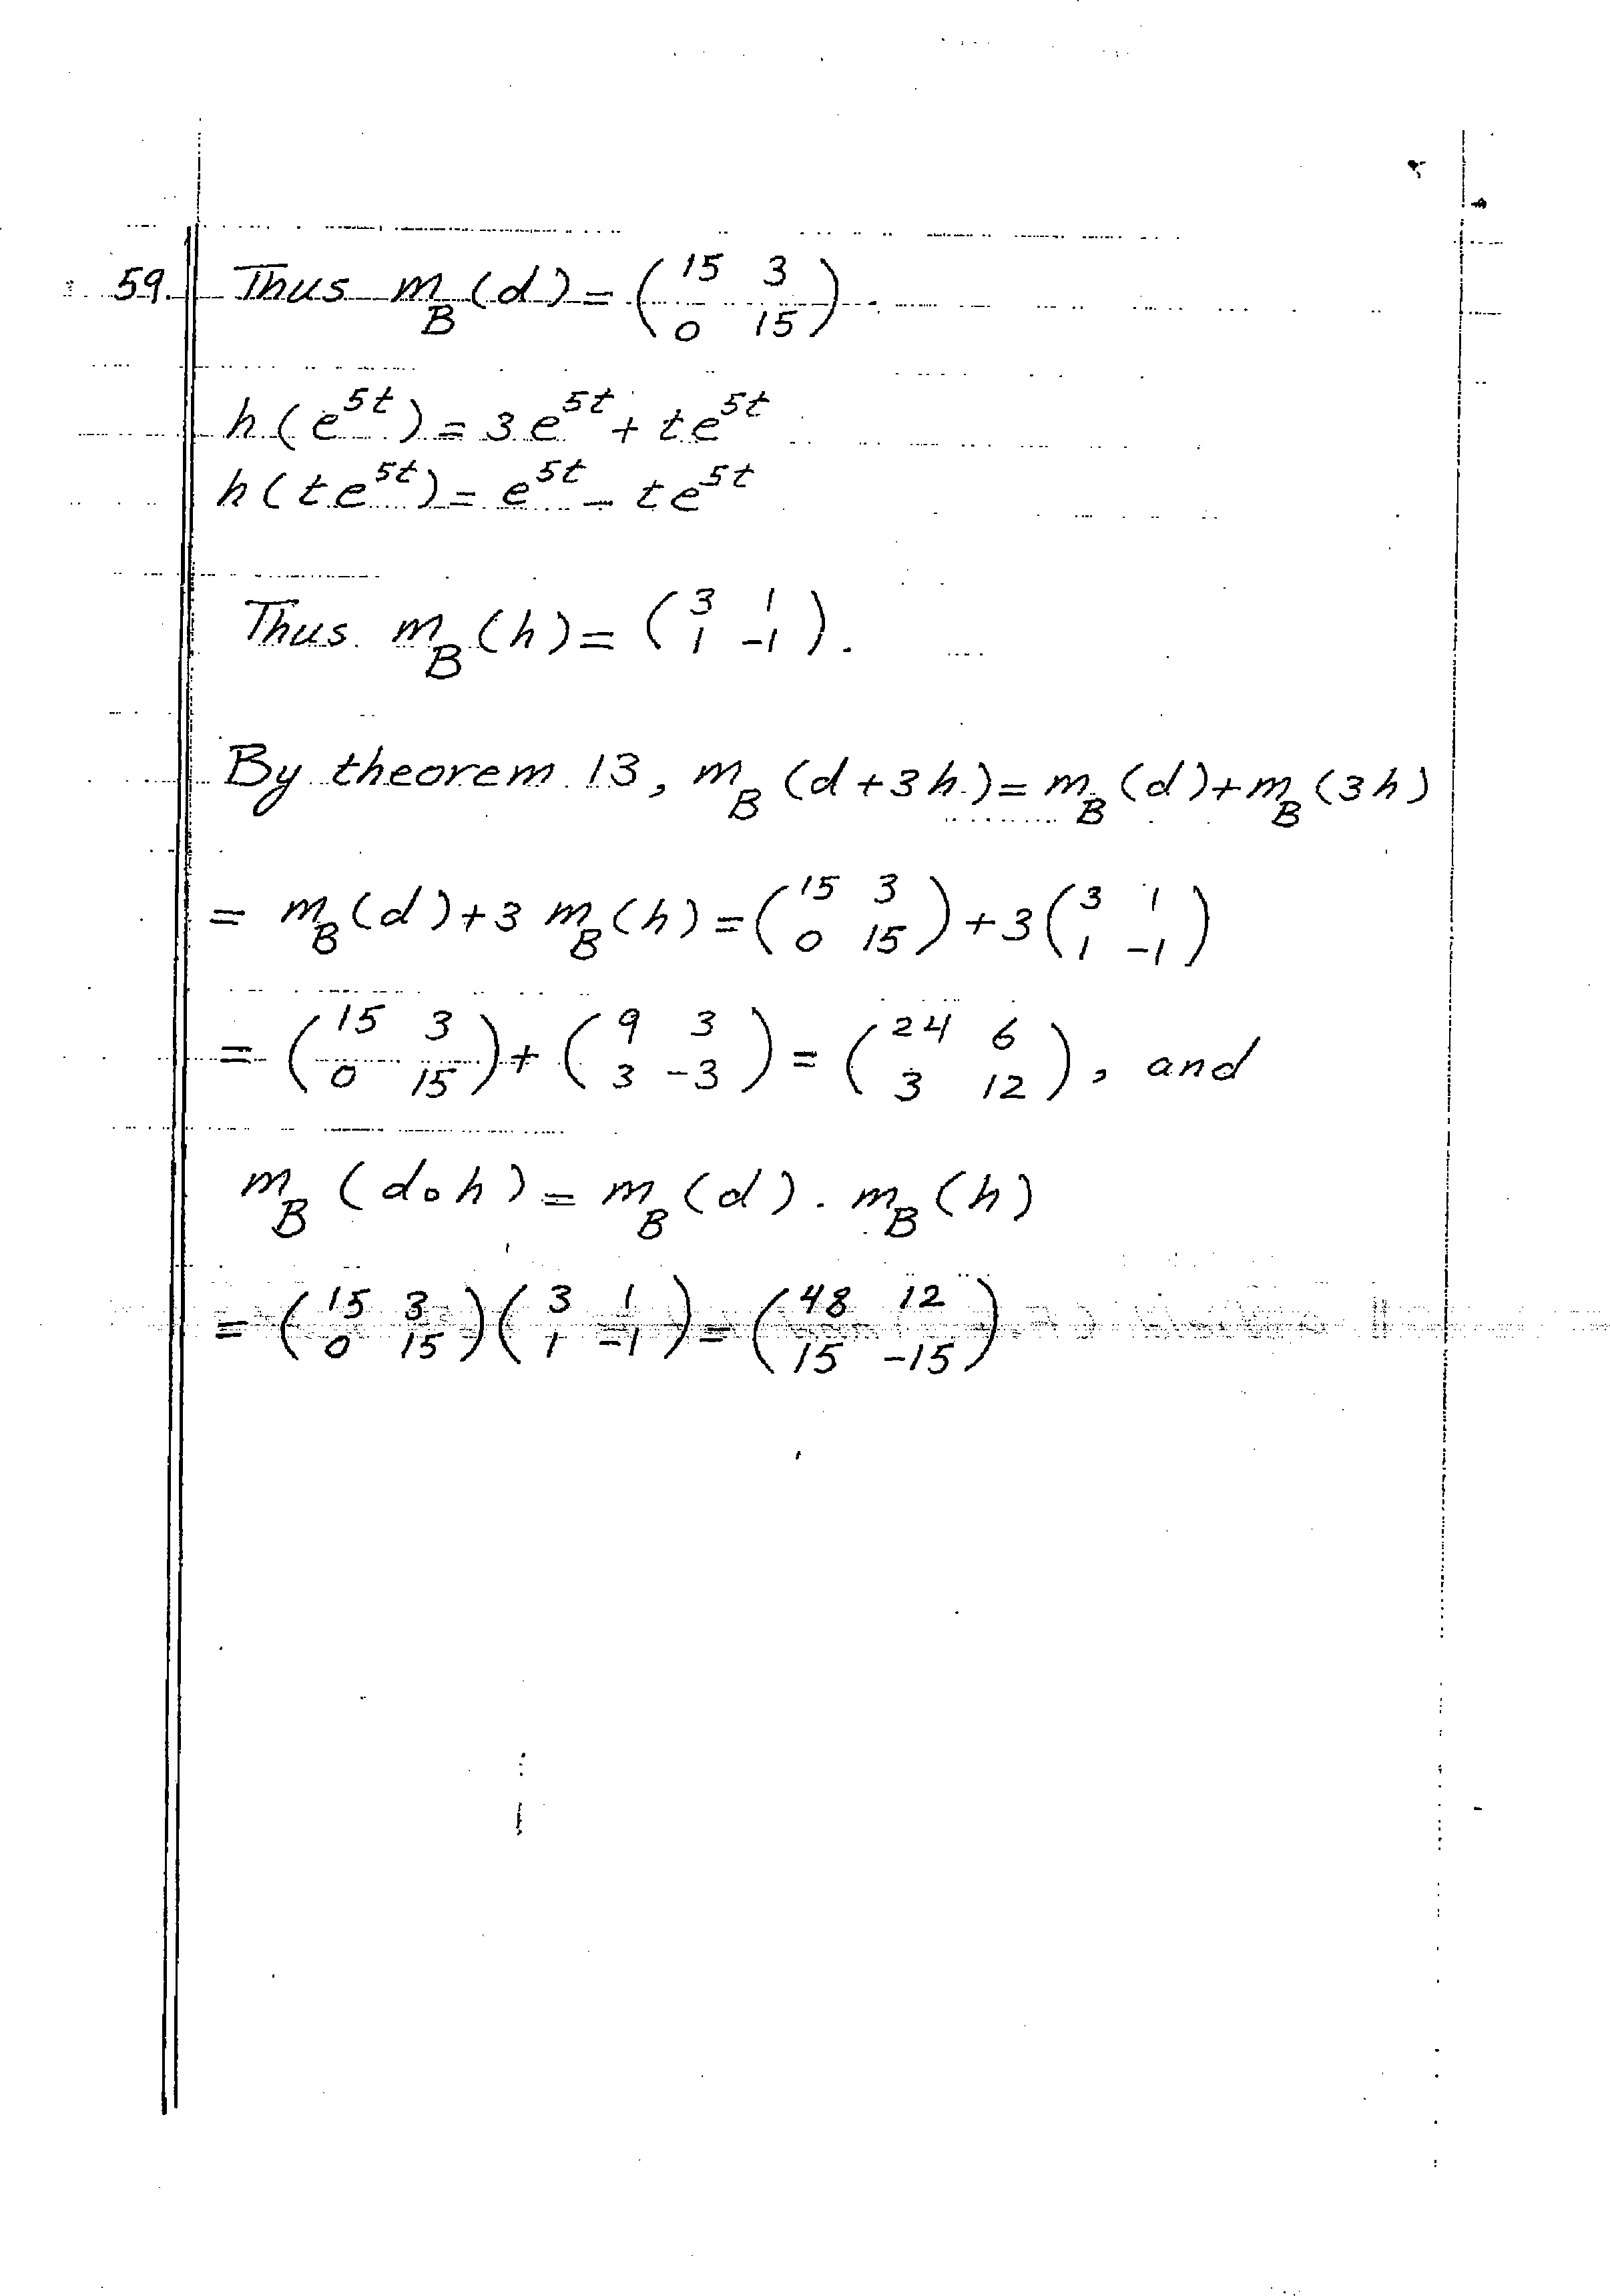 59. Thus m_B(d) = (15 3; 0 15).
h(e^{5t}) = 3e^{5t} + te^{5t}
h(te^{5t}) = e^{5t} - te^{5t}
Thus m_B(h) = (3 1; 1 -1).
By theorem 13, m_B(d+3h) = m_B(d) + m_B(3h)
= m_B(d) + 3 m_B(h) = (15 3; 0 15) + 3(3 1; 1 -1)
= (15 3; 0 15) + (9 3; 3 -3) = (24 6; 3 12), and
m_B(d∘h) = m_B(d) . m_B(h)
= (15 3; 0 15)(3 1; 1 -1) = (48 12; 15 -15)